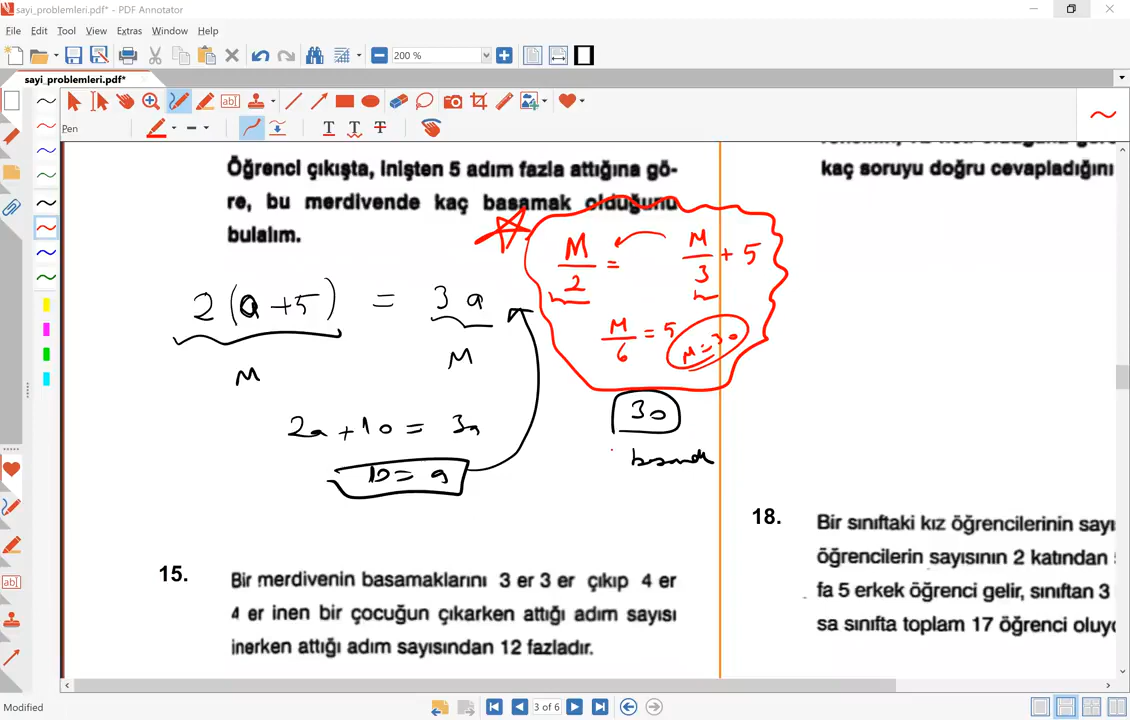 sayi_problemleri.pdf* - PDF Annotator
File Edit Tool View Extras Window Help
200 %
sayi_problemleri.pdf*
Pen
Öğrenci çıkışta, inişten 5 adım fazla attığına gö-
re, bu merdivende kaç basamak olduğunu
bulalım.
kaç soruyu doğru cevapladığını
M/2 = M/3 + 5
M/6 = 5 M=30
2(a+5) = 3a
M M
2a+10 = 3a
10 = a
30
basamak
15.
Bir merdivenin basamaklarını 3 er 3 er çıkıp 4 er
4 er inen bir çocuğun çıkarken attığı adım sayısı
inerken attığı adım sayısından 12 fazladır.
18.
Bir sınıftaki kız öğrencilerinin sayı
öğrencilerin sayısının 2 katından
fa 5 erkek öğrenci gelir, sınıftan 3
sa sınıfta toplam 17 öğrenci oluyo
Modified
3 of 6